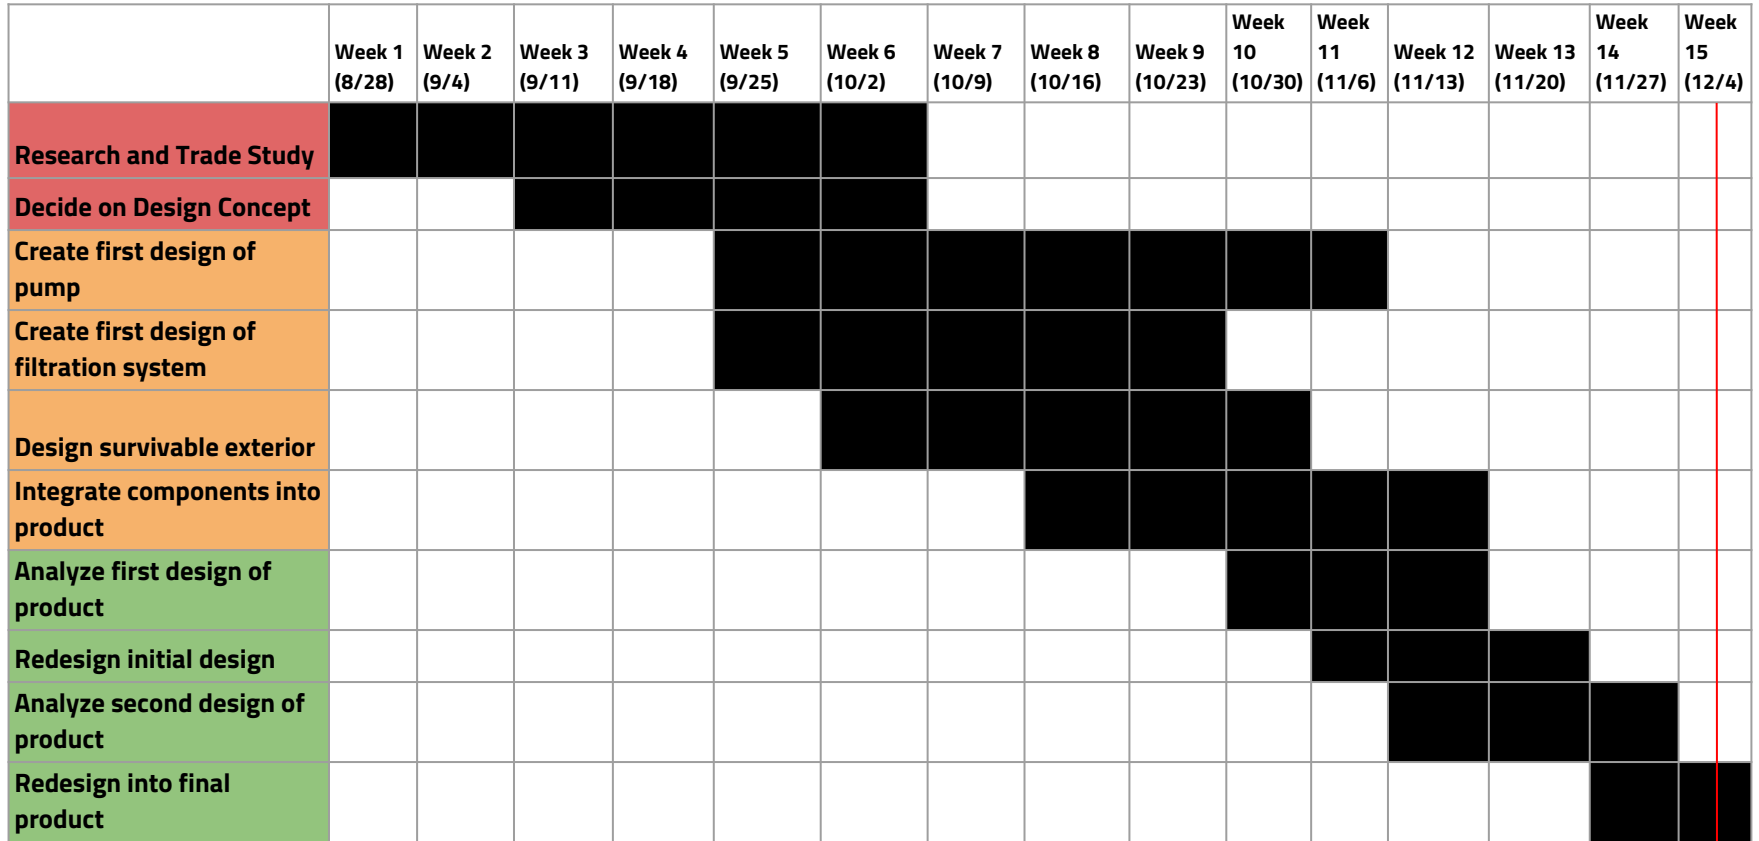 Week 1 (8/28)
Week 2 (9/4)
Week 3 (9/11)
Week 4 (9/18)
Week 5 (9/25)
Week 6 (10/2)
Week 7 (10/9)
Week 8 (10/16)
Week 9 (10/23)
Week 10 (10/30)
Week 11 (11/6)
Week 12 (11/13)
Week 13 (11/20)
Week 14 (11/27)
Week 15 (12/4)
Research and Trade Study
Decide on Design Concept
Create first design of
pump
Create first design of
filtration system
Design survivable exterior
Integrate components into
product
Analyze first design of
product
Redesign initial design
Analyze second design of
product
Redesign into final
product